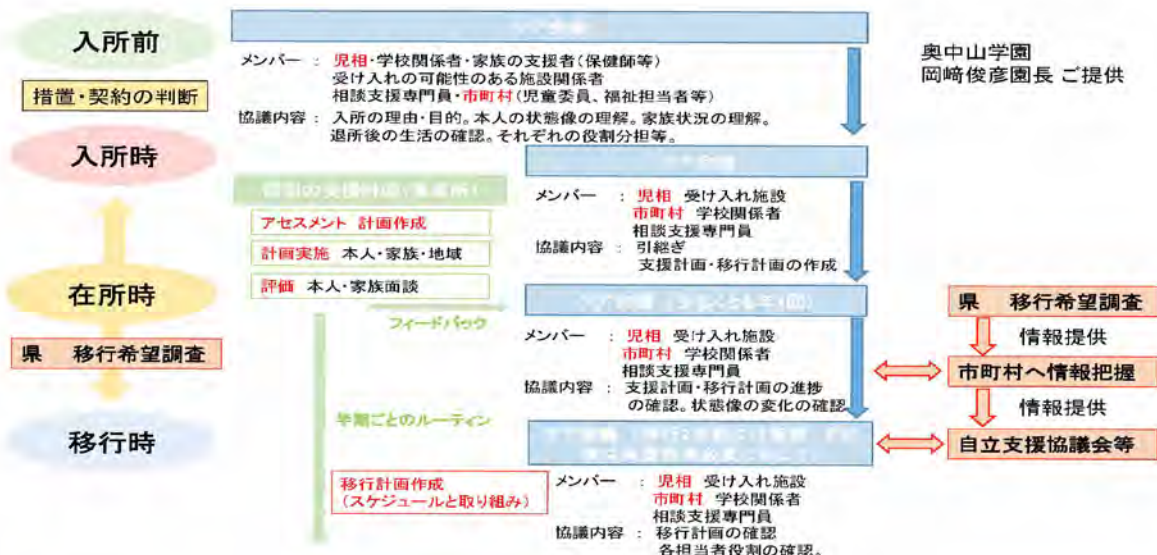 入所前
メンバー : 児相・学校関係者・家族の支援者(保健師等)
受け入れの可能性のある施設関係者
相談支援専門員・市町村(児童委員、福祉担当者等)
協議内容 : 入所の理由・目的。本人の状態像の理解。家族状況の理解。
退所後の生活の確認。それぞれの役割分担等。
奥中山学園
岡﨑俊彦園長 ご提供
措置・契約の判断
入所時
メンバー : 児相 受け入れ施設
市町村 学校関係者
相談支援専門員
協議内容 : 引継ぎ
支援計画・移行計画の作成
アセスメント 計画作成
計画実施 本人・家族・地域
評価 本人・家族面談
フィードバック
在所時
県 移行希望調査
メンバー : 児相 受け入れ施設
市町村 学校関係者
相談支援専門員
協議内容 : 支援計画・移行計画の進捗
の確認。状態像の変化の確認
県 移行希望調査
情報提供
市町村へ情報把握
情報提供
自立支援協議会等
半期ごとのルーティン
移行時
移行計画作成
(スケジュールと取り組み)
メンバー : 児相 受け入れ施設
市町村 学校関係者
相談支援専門員
協議内容 : 移行計画の確認
各担当者役割の確認。